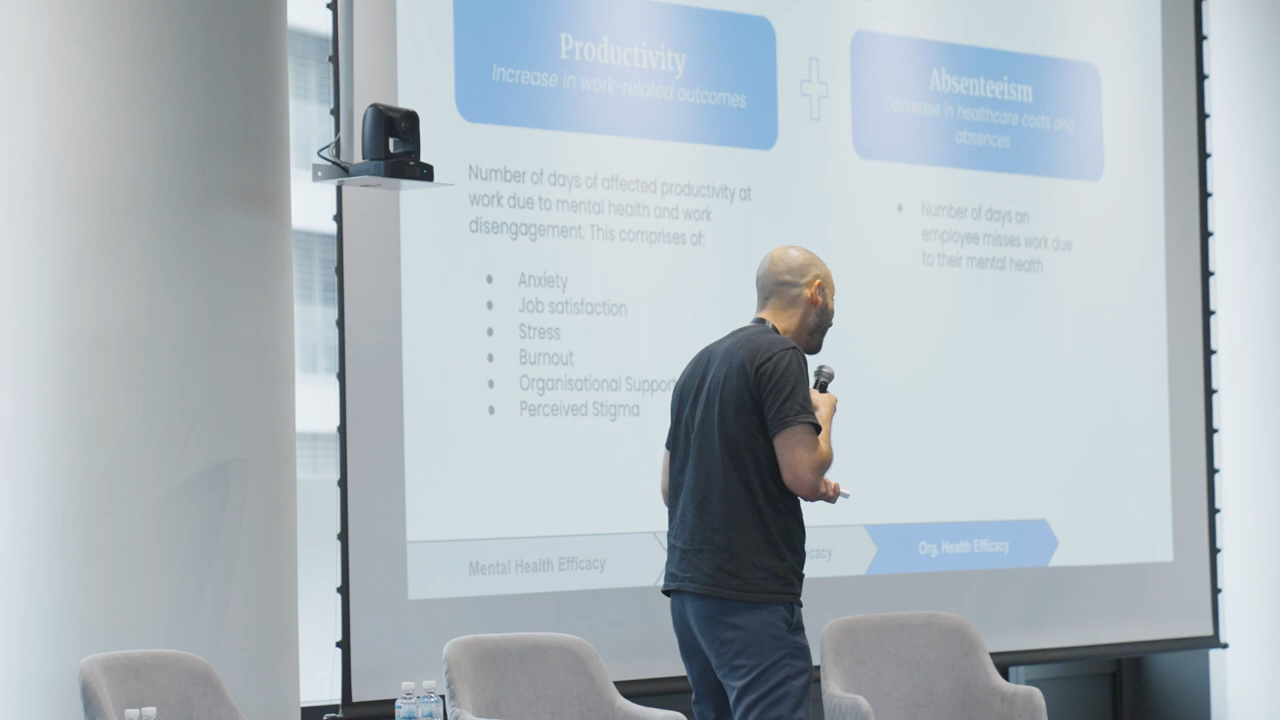 Productivity
Increase in work-related outcomes
Absenteeism
Decrease in healthcare costs and
absences
Number of days of affected productivity at
work due to mental health and work
disengagement. This comprises of:
Anxiety
Job satisfaction
Stress
Burnout
Organisational Support
Perceived Stigma
Number of days an
employee misses work due
to their mental health
Mental Health Efficacy
Org. Health Efficacy